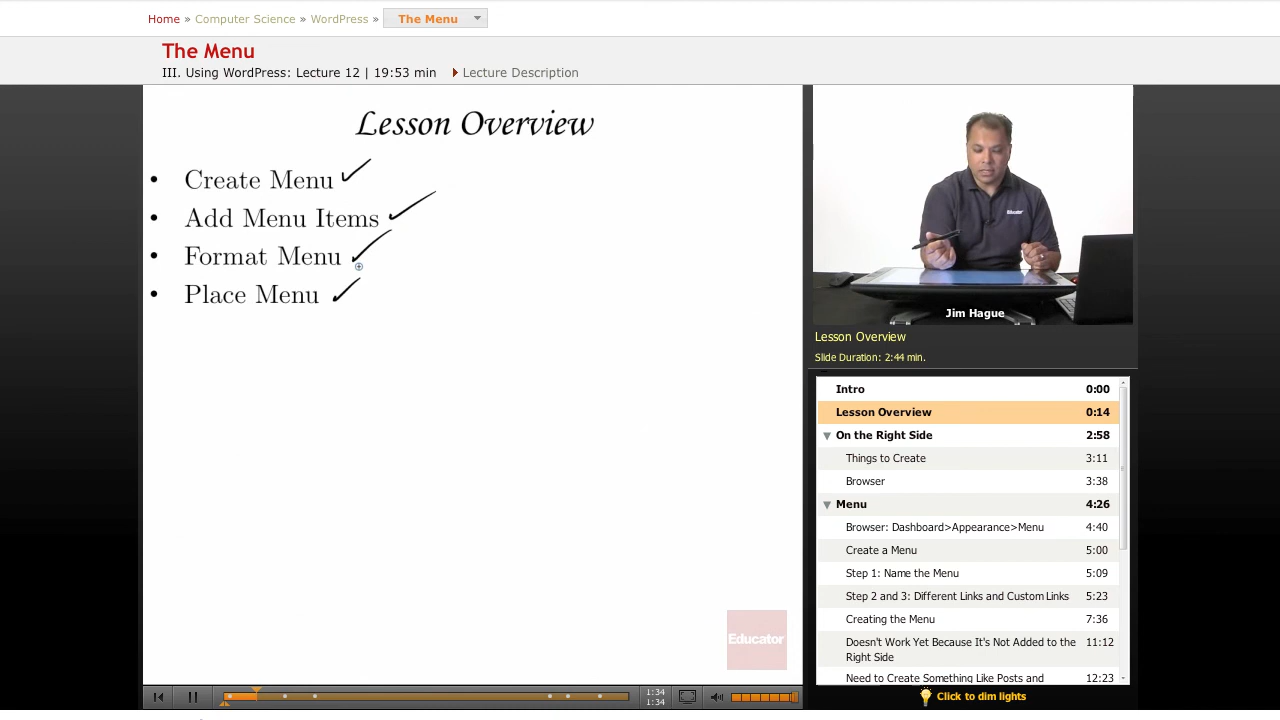 Home » Computer Science » WordPress » The Menu
The Menu
III. Using WordPress: Lecture 12 | 19:53 min Lecture Description
Lesson Overview
• Create Menu
• Add Menu Items
• Format Menu
• Place Menu
Educator
Educator
Jim Hague
Lesson Overview
Slide Duration: 2:44 min.
Intro 0:00
Lesson Overview 0:14
On the Right Side 2:58
Things to Create 3:11
Browser 3:38
Menu 4:26
Browser: Dashboard>Appearance>Menu 4:40
Create a Menu 5:00
Step 1: Name the Menu 5:09
Step 2 and 3: Different Links and Custom Links 5:23
Creating the Menu 7:36
Doesn't Work Yet Because It's Not Added to the 11:12
Right Side
Need to Create Something Like Posts and 12:23
1:34
1:34
Click to dim lights